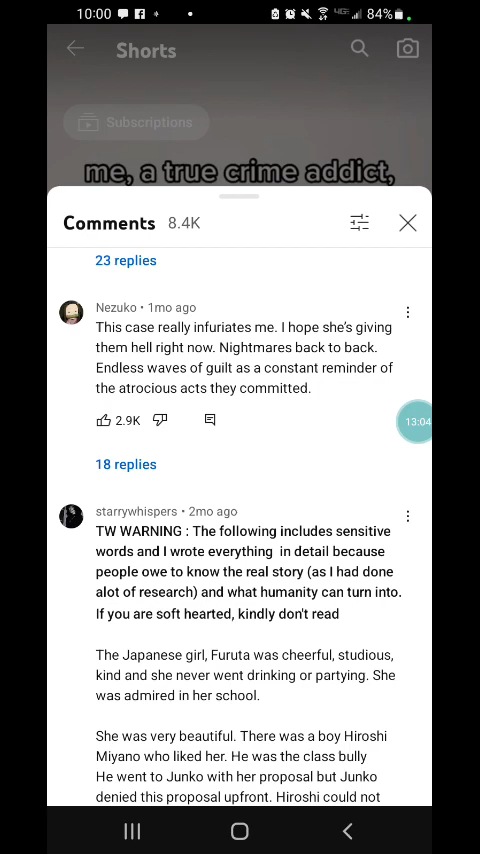 10:00
84%
Shorts
Subscriptions
me, a true crime addict,
Comments 8.4K
23 replies
Nezuko • 1mo ago
This case really infuriates me. I hope she's giving
them hell right now. Nightmares back to back.
Endless waves of guilt as a constant reminder of
the atrocious acts they committed.
2.9K
13:04
18 replies
starrywhispers • 2mo ago
TW WARNING : The following includes sensitive
words and I wrote everything in detail because
people owe to know the real story (as I had done
alot of research) and what humanity can turn into.
If you are soft hearted, kindly don't read
The Japanese girl, Furuta was cheerful, studious,
kind and she never went drinking or partying. She
was admired in her school.
She was very beautiful. There was a boy Hiroshi
Miyano who liked her. He was the class bully
He went to Junko with her proposal but Junko
denied this proposal upfront. Hiroshi could not